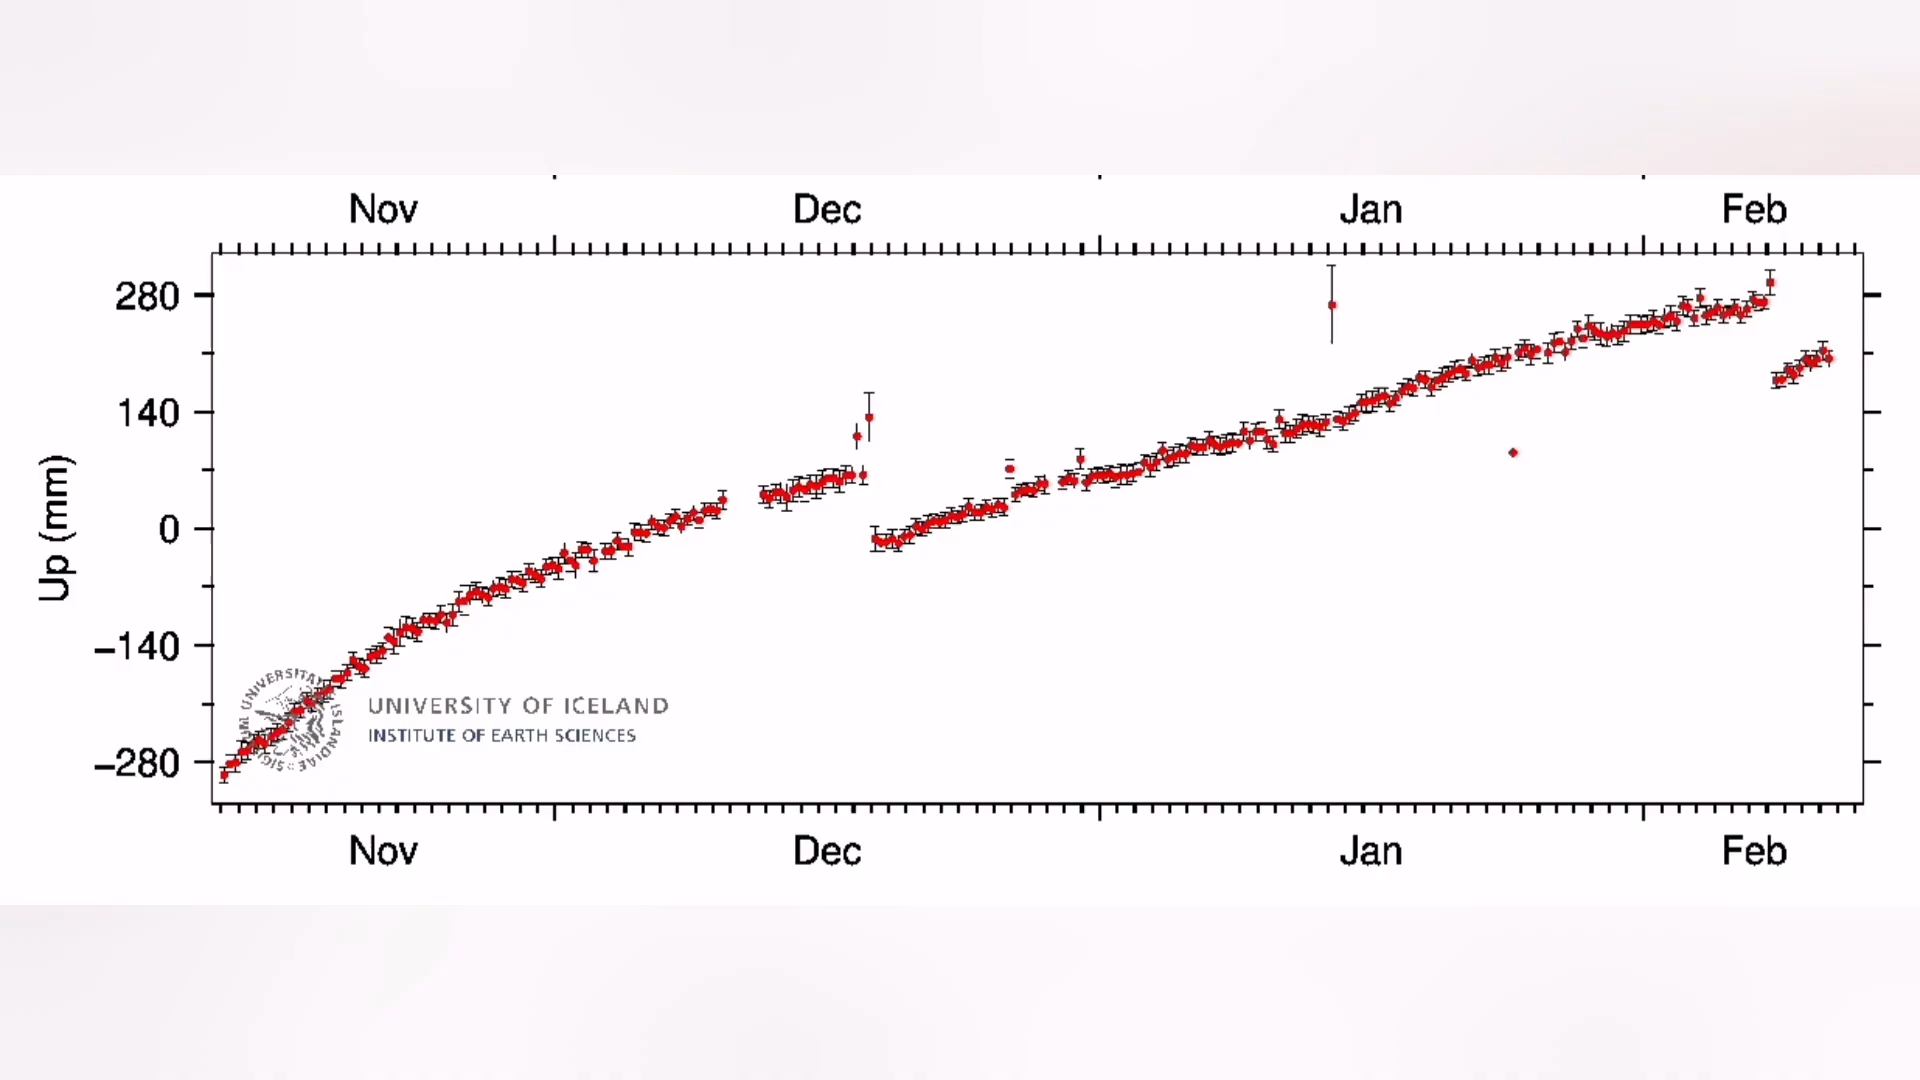 Nov Dec Jan Feb
280
140
0
−140
−280
Up (mm)
UNIVERSITY OF ICELAND
INSTITUTE OF EARTH SCIENCES
Nov Dec Jan Feb